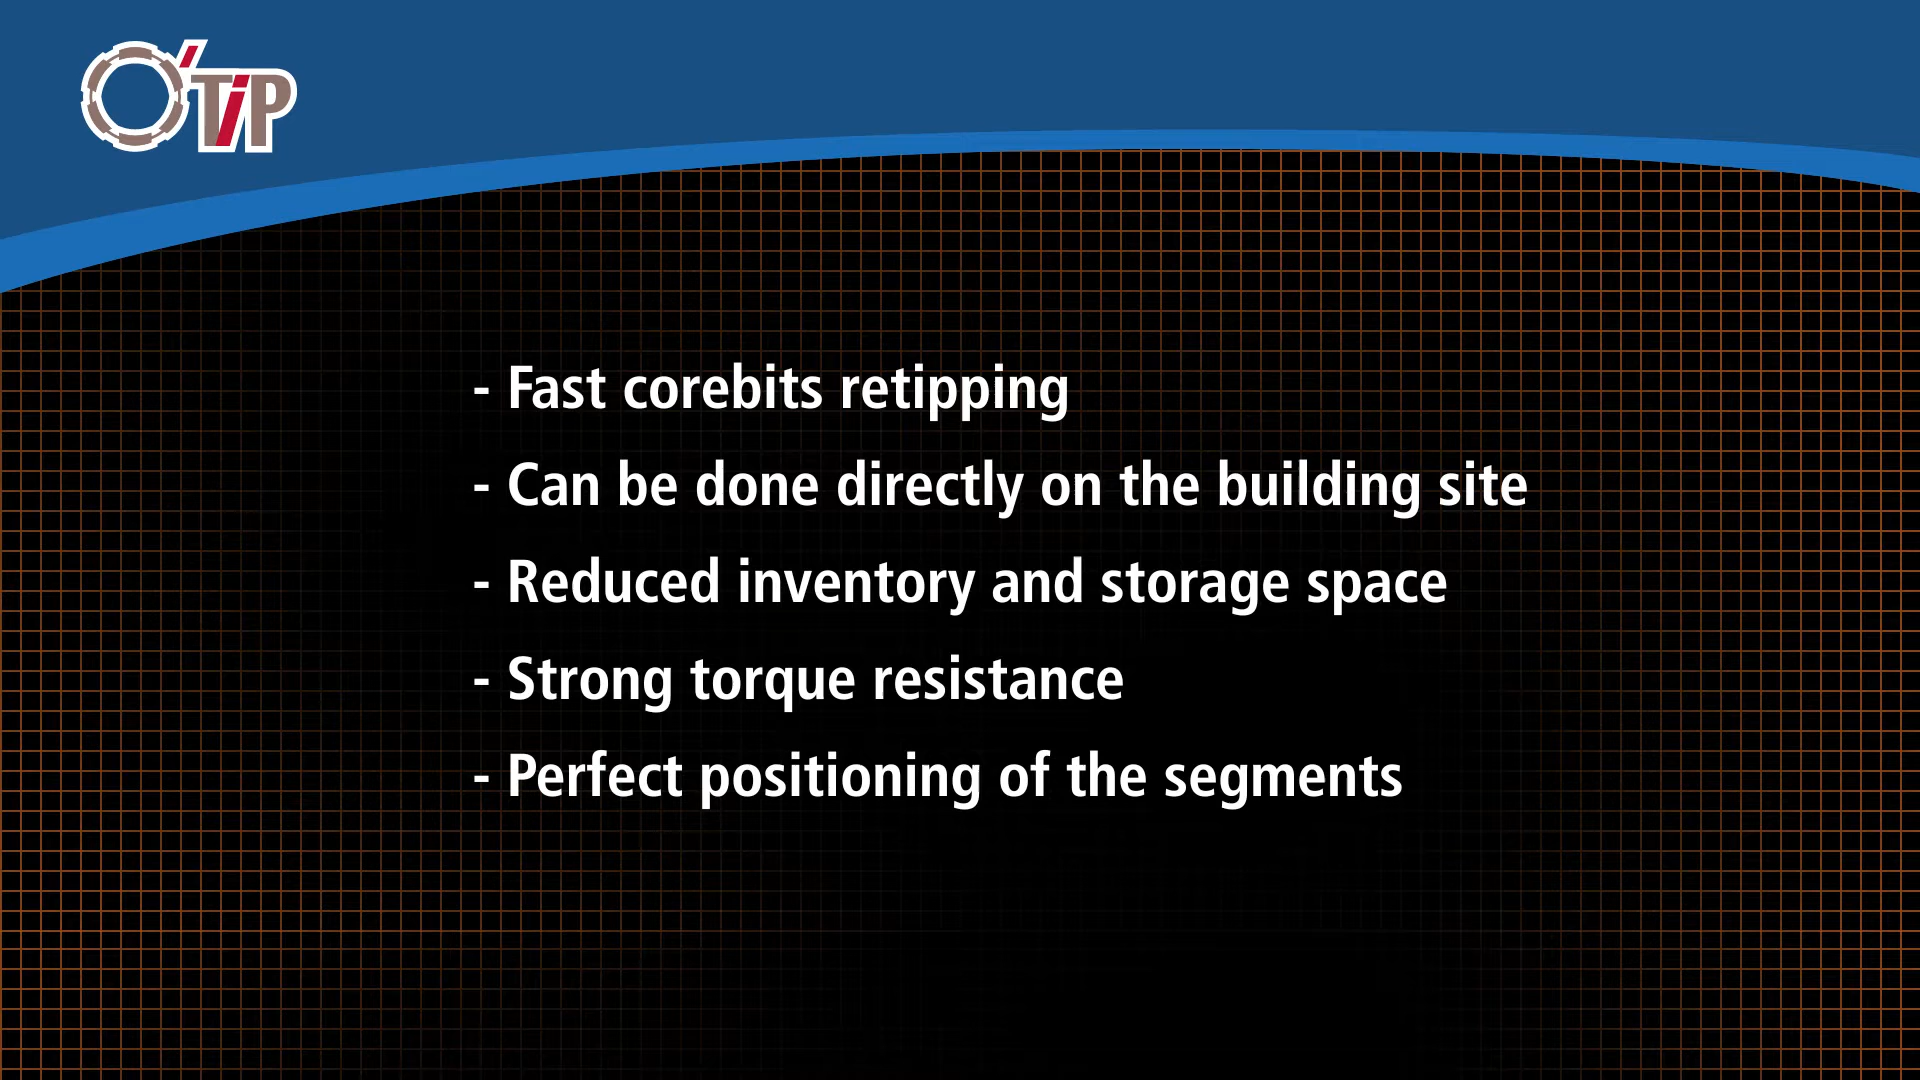 O'TiP
- Fast corebits retipping
- Can be done directly on the building site
- Reduced inventory and storage space
- Strong torque resistance
- Perfect positioning of the segments